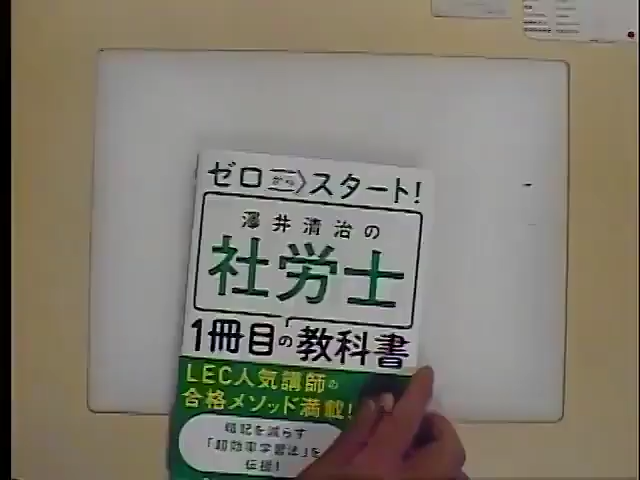 ゼロから スタート!
澤井清治の
社労士
1冊目の教科書
LEC人気講師の
合格メソッド満載!
暗記を減らす
「超効率学習法」を
伝授!